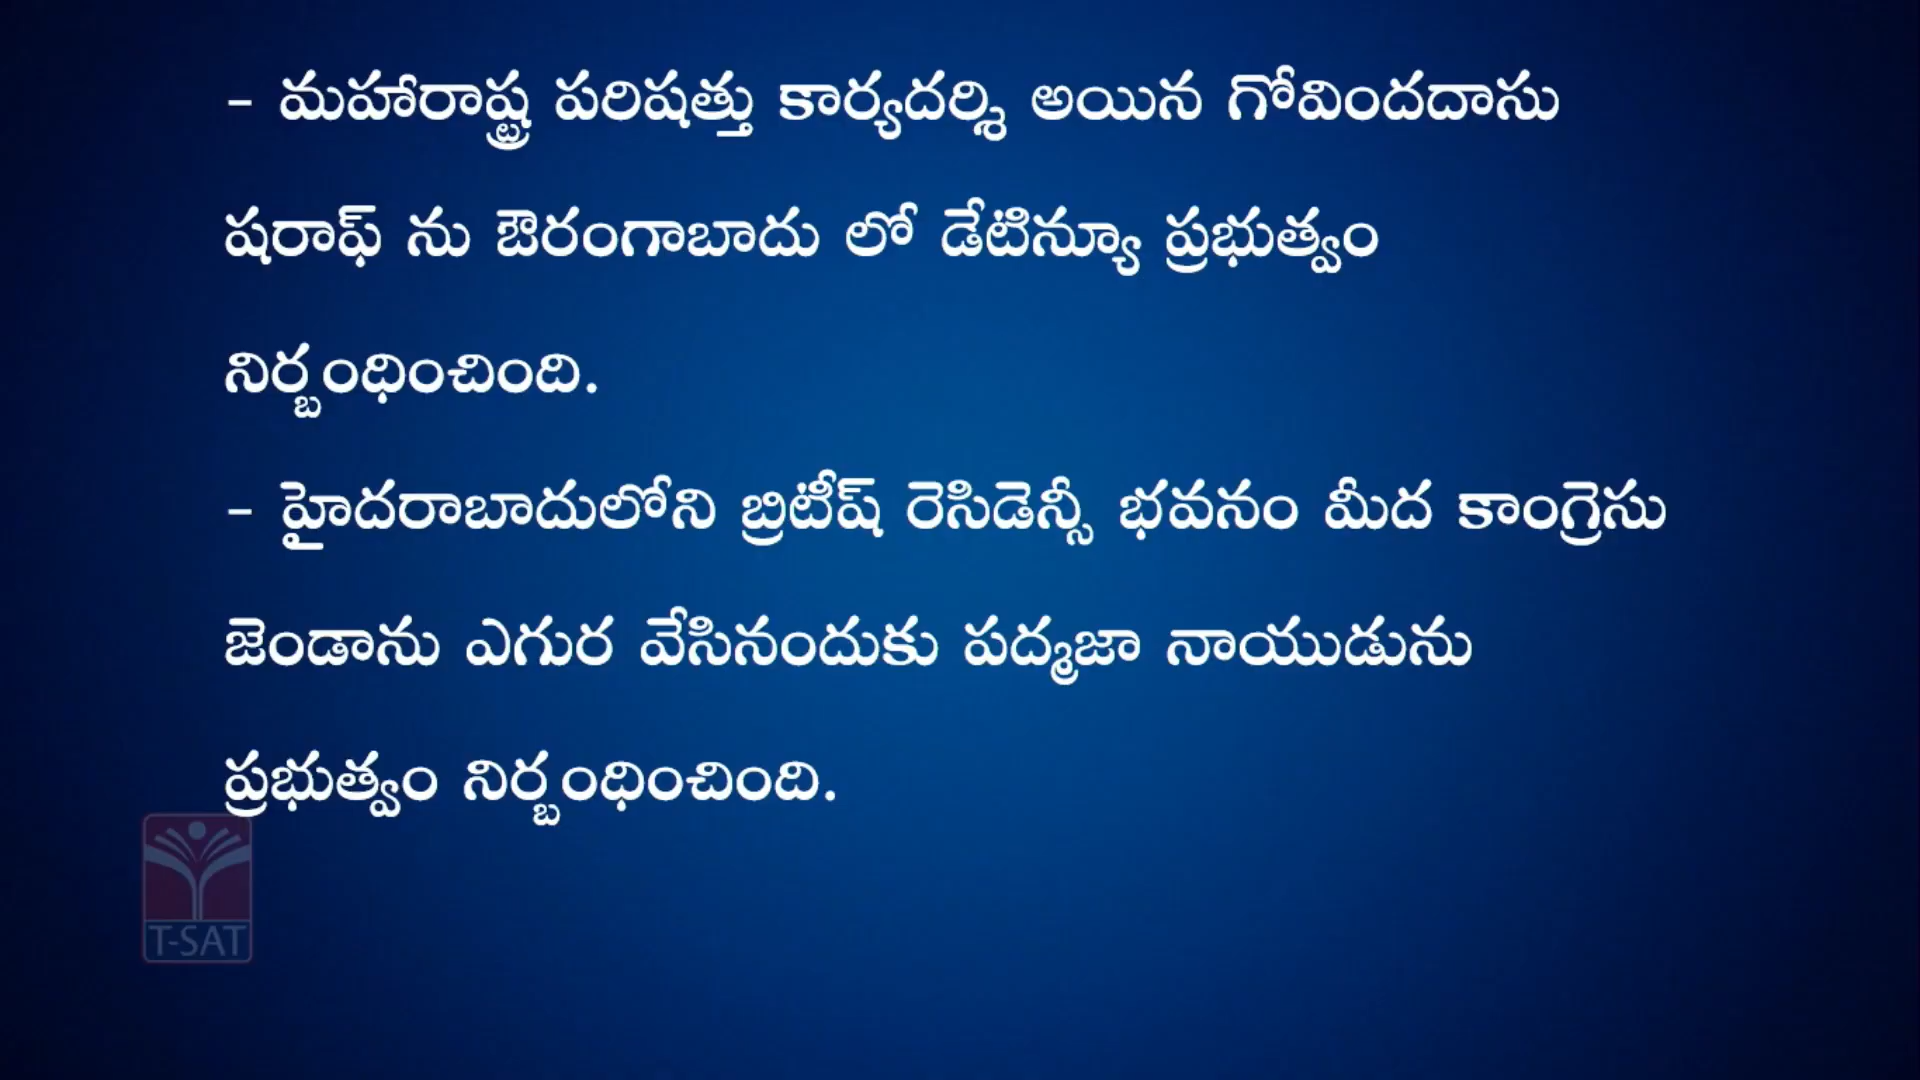 - మహారాష్ట్ర పరిషత్తు కార్యదర్శి అయిన గోవిందదాసు
షరాఫ్ ను ఔరంగాబాదు లో డేటిన్యూ ప్రభుత్వం
నిర్బంధించింది.
- హైదరాబాదులోని బ్రిటీష్ రెసిడెన్సీ భవనం మీద కాంగ్రెసు
జెండాను ఎగుర వేసినందుకు పద్మజా నాయుడును
ప్రభుత్వం నిర్బంధించింది.
T-SAT